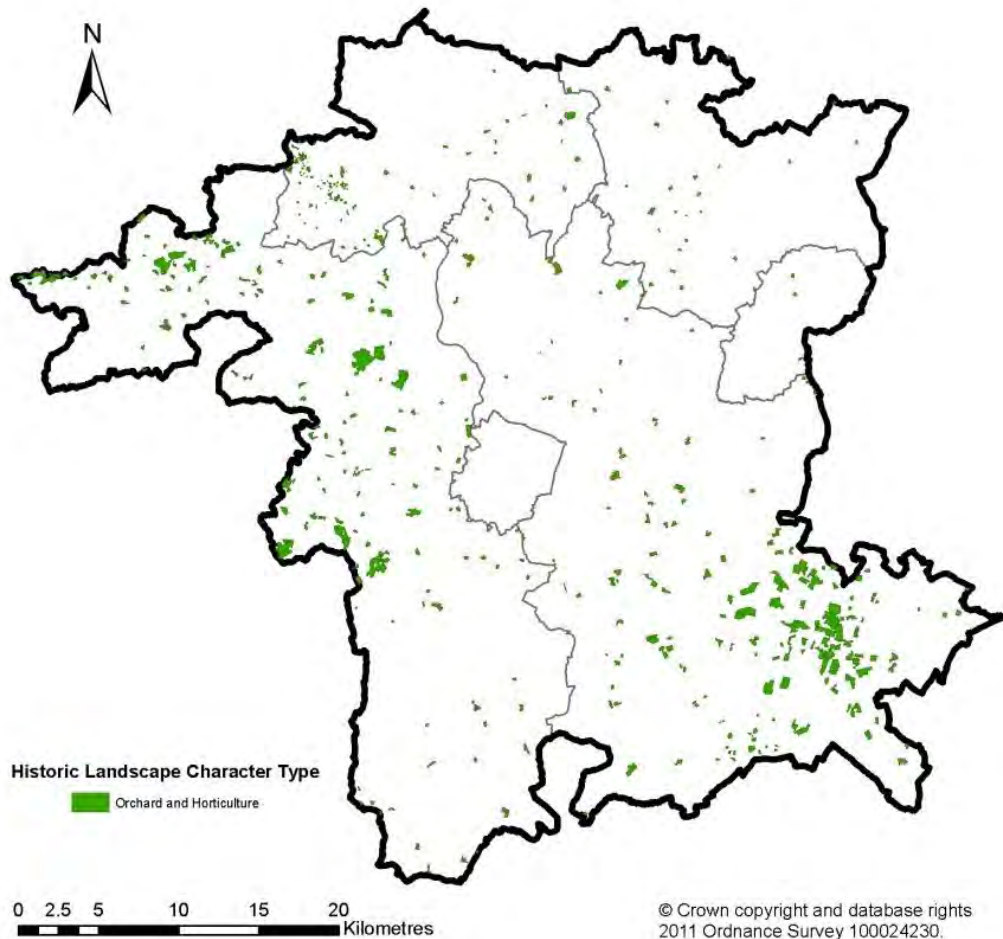 N
Historic Landscape Character Type
Orchard and Horticulture
0 2.5 5 10 15 20
Kilometres
© Crown copyright and database rights
2011 Ordnance Survey 100024230.